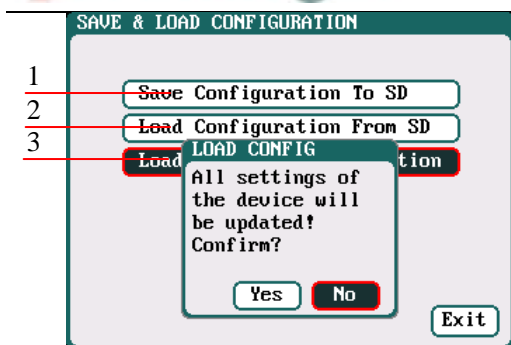 SAVE & LOAD CONFIGURATION
1
Save Configuration To SD
2
Load Configuration From SD
3
Load
tion
LOAD CONFIG
All settings of
the device will
be updated!
Confirm?
Yes
No
Exit